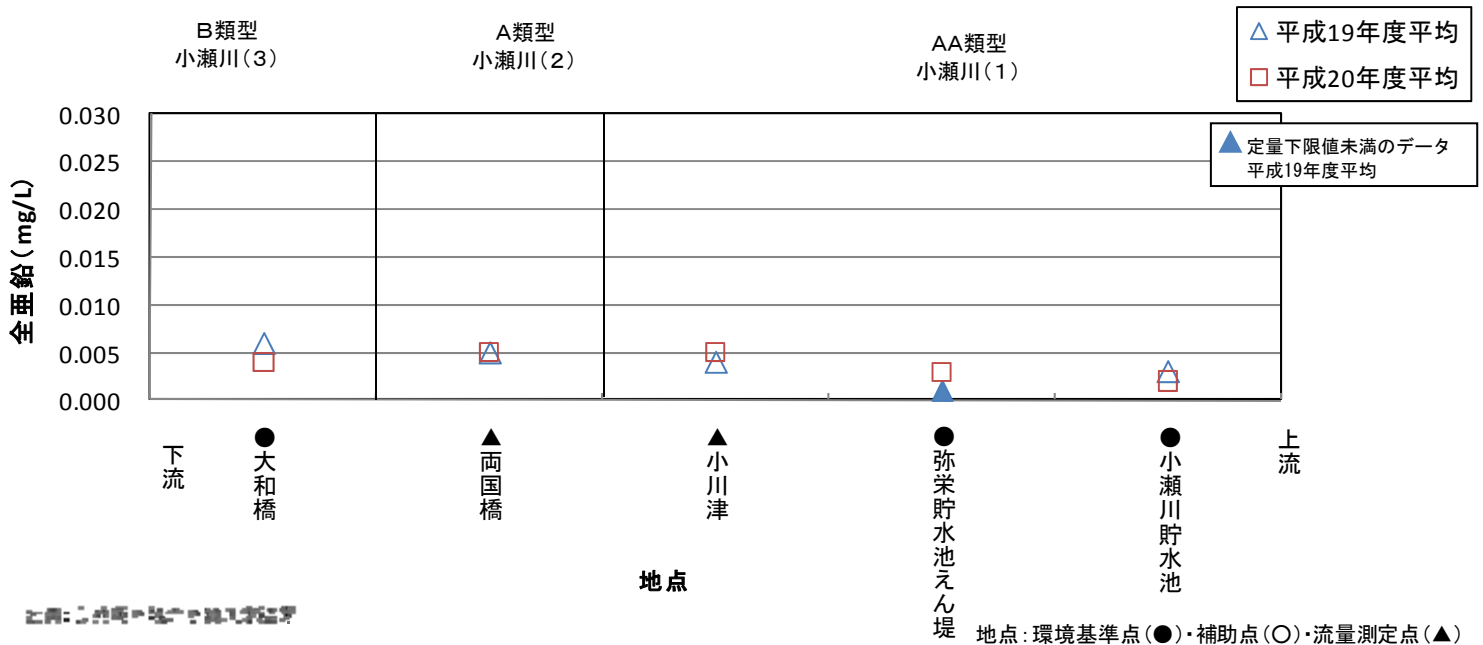 B類型
小瀬川(3)
A類型
小瀬川(2)
AA類型
小瀬川(1)
△ 平成19年度平均
□ 平成20年度平均
▲ 定量下限値未満のデータ
平成19年度平均
全亜鉛(mg/L)
0.030
0.025
0.020
0.015
0.010
0.005
0.000
下流
●大和橋
▲両国橋
▲小川津
●弥栄貯水池えん堤
●小瀬川貯水池
上流
地点
地点:環境基準点(●)・補助点(○)・流量測定点(▲)